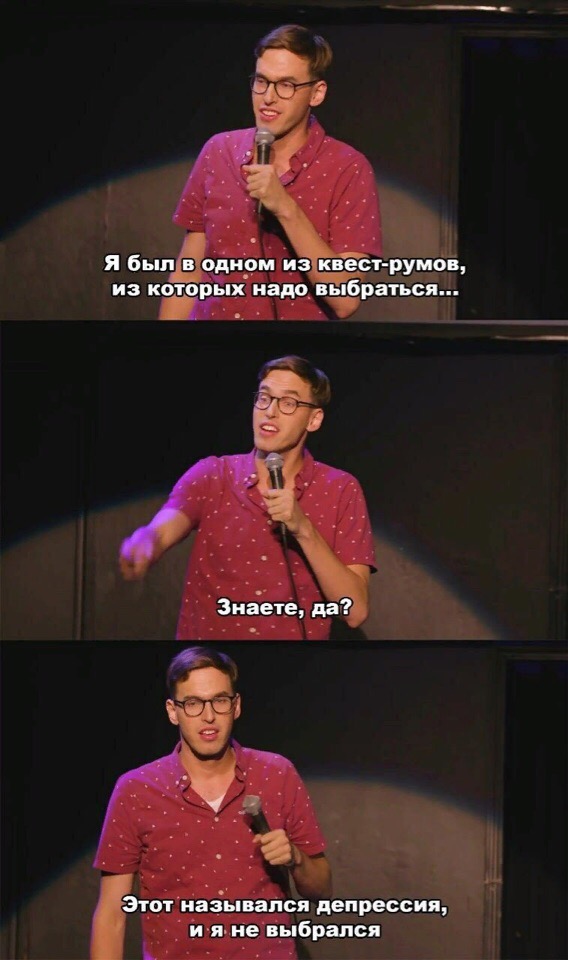 Я был в одном из квест-румов,
из которых надо выбраться...
Знаете, да?
Этот назывался депрессия,
и я не выбрался